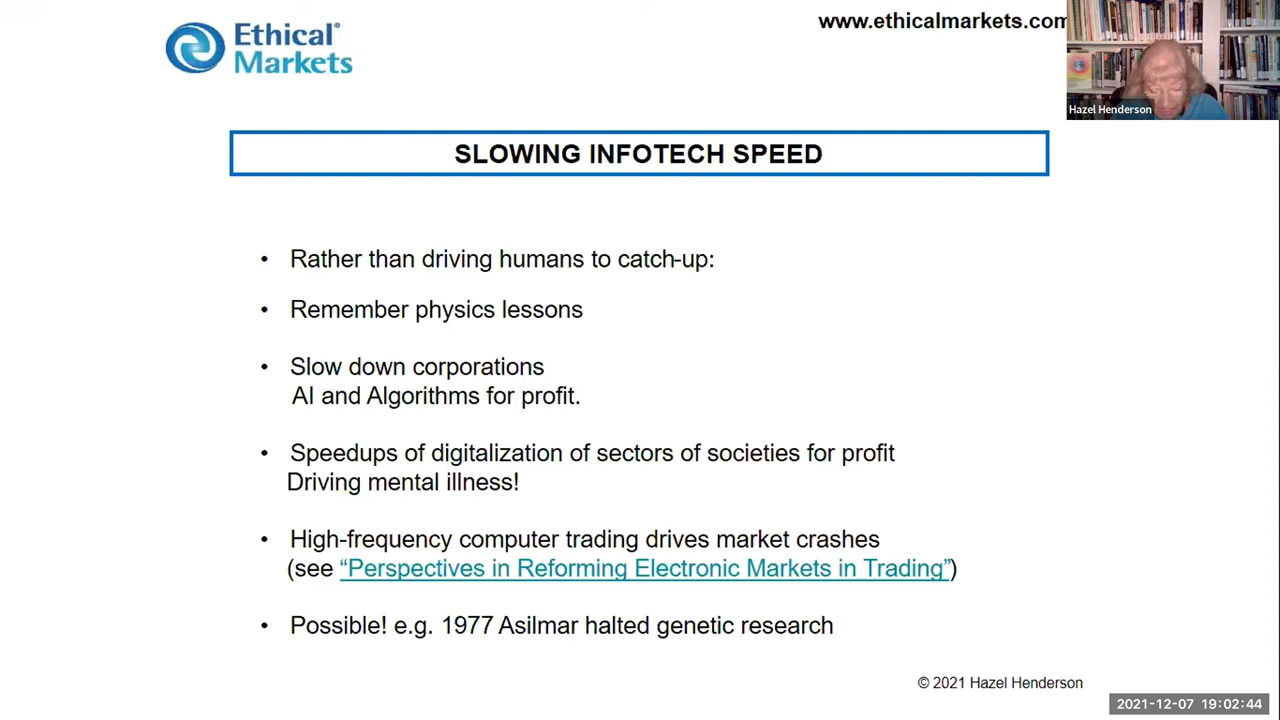 Ethical®
Markets
www.ethicalmarkets.com
Hazel Henderson
SLOWING INFOTECH SPEED
• Rather than driving humans to catch-up:
• Remember physics lessons
• Slow down corporations
AI and Algorithms for profit.
• Speedups of digitalization of sectors of societies for profit
Driving mental illness!
• High-frequency computer trading drives market crashes
(see “Perspectives in Reforming Electronic Markets in Trading”)
• Possible! e.g. 1977 Asilmar halted genetic research
© 2021 Hazel Henderson
2021-12-07 19:02:44